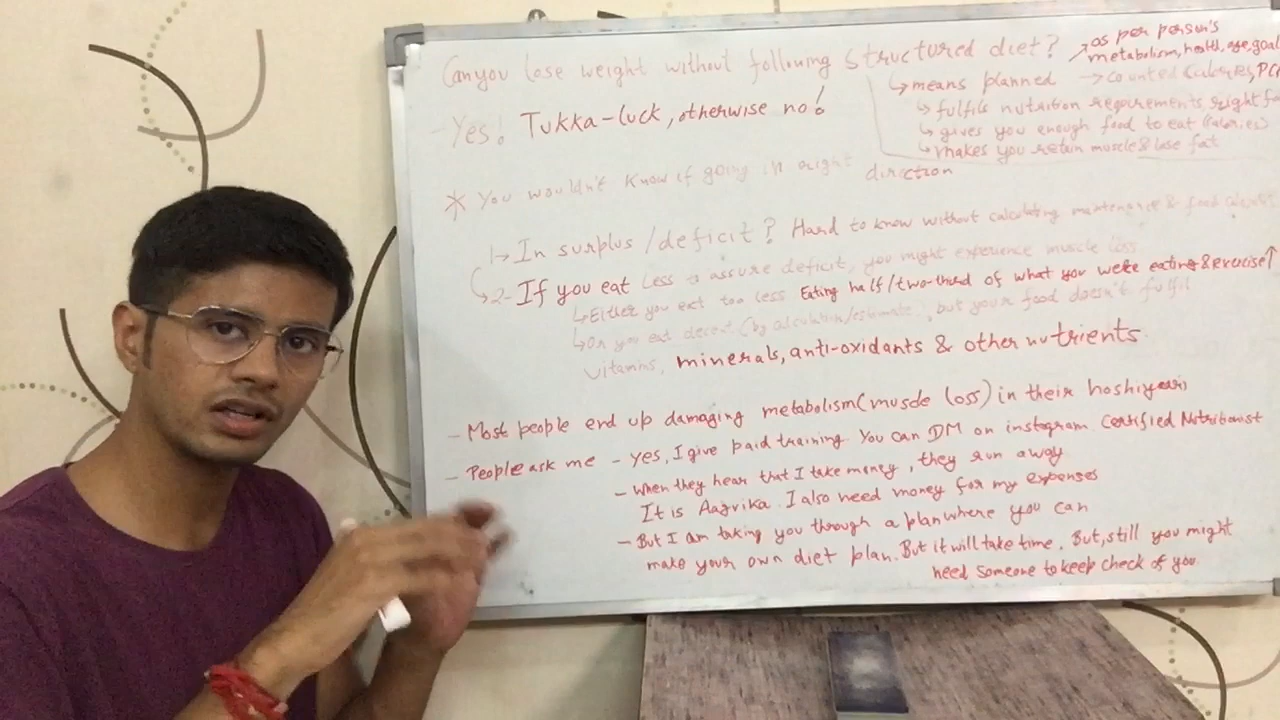 Can you lose weight without following structured diet?
↗as per person's
metabolism, health, age, goal
↳means planned →counted calories, PC
↳fulfils nutrition requirements right
↳gives you enough food to eat (calories)
↳makes you retain muscle & lose fat
-Yes! Tukka-luck, otherwise no!
* You wouldn't know if going in right direction
1→In surplus/deficit? Hard to know without calculating maintenance & food
2-If you eat less to assure deficit, you might experience muscle loss
↳Either you eat too less Eating half/two-third of what you were eating & exercise↑
↳Or you eat decent (by calculation/estimate), but your food doesn't fulfil
vitamins, minerals, anti-oxidants & other nutrients.
- Most people end up damaging metabolism(muscle loss) in their hoshiyari
- People ask me - Yes, I give paid training. You can DM on instagram. Certified Nutritionist
- When they hear that I take money, they run away
It is Aajivika. I also need money for my expenses
- But I am taking you through a plan where you can
make your own diet plan. But it will take time. But, still you might
need someone to keep check of you.